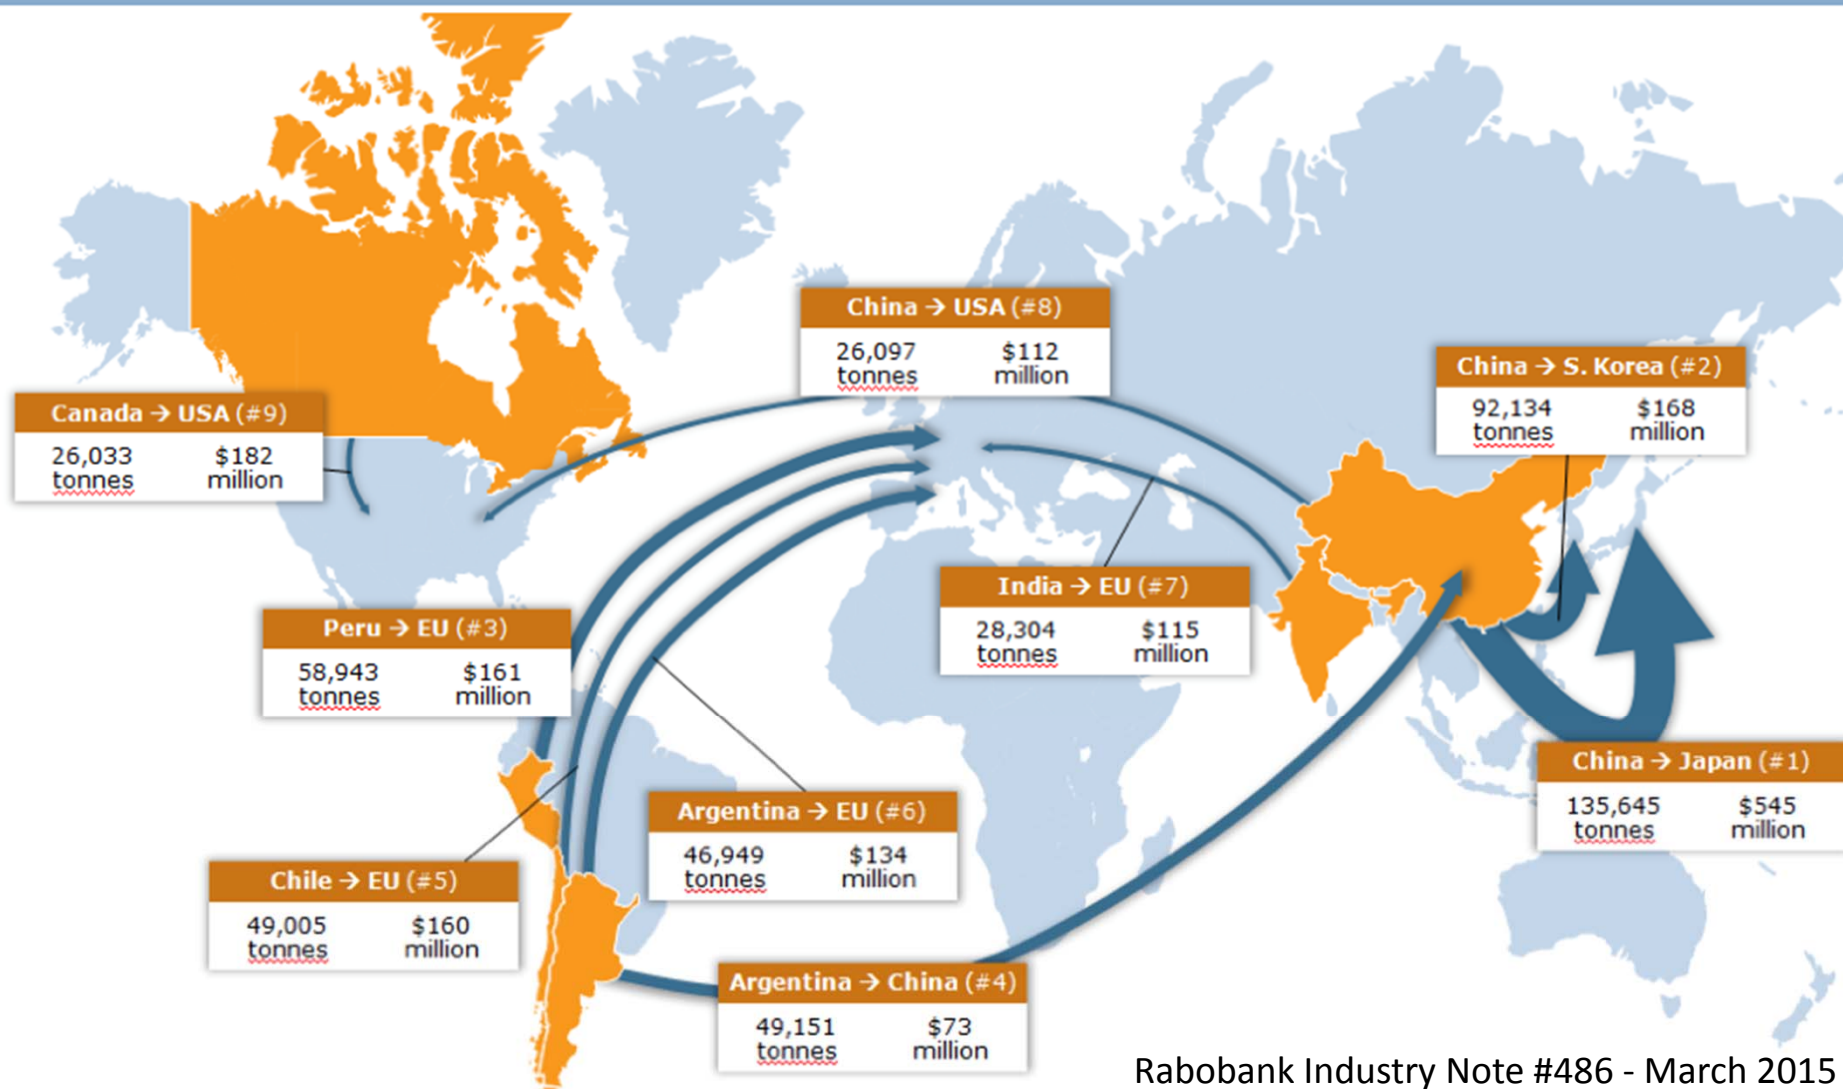 China → USA (#8)
26,097 $112
tonnes million
China → S. Korea (#2)
92,134 $168
tonnes million
Canada → USA (#9)
26,033 $182
tonnes million
India → EU (#7)
28,304 $115
tonnes million
Peru → EU (#3)
58,943 $161
tonnes million
China → Japan (#1)
135,645 $545
tonnes million
Argentina → EU (#6)
46,949 $134
tonnes million
Chile → EU (#5)
49,005 $160
tonnes million
Argentina → China (#4)
49,151 $73
tonnes million
Rabobank Industry Note #486 - March 2015